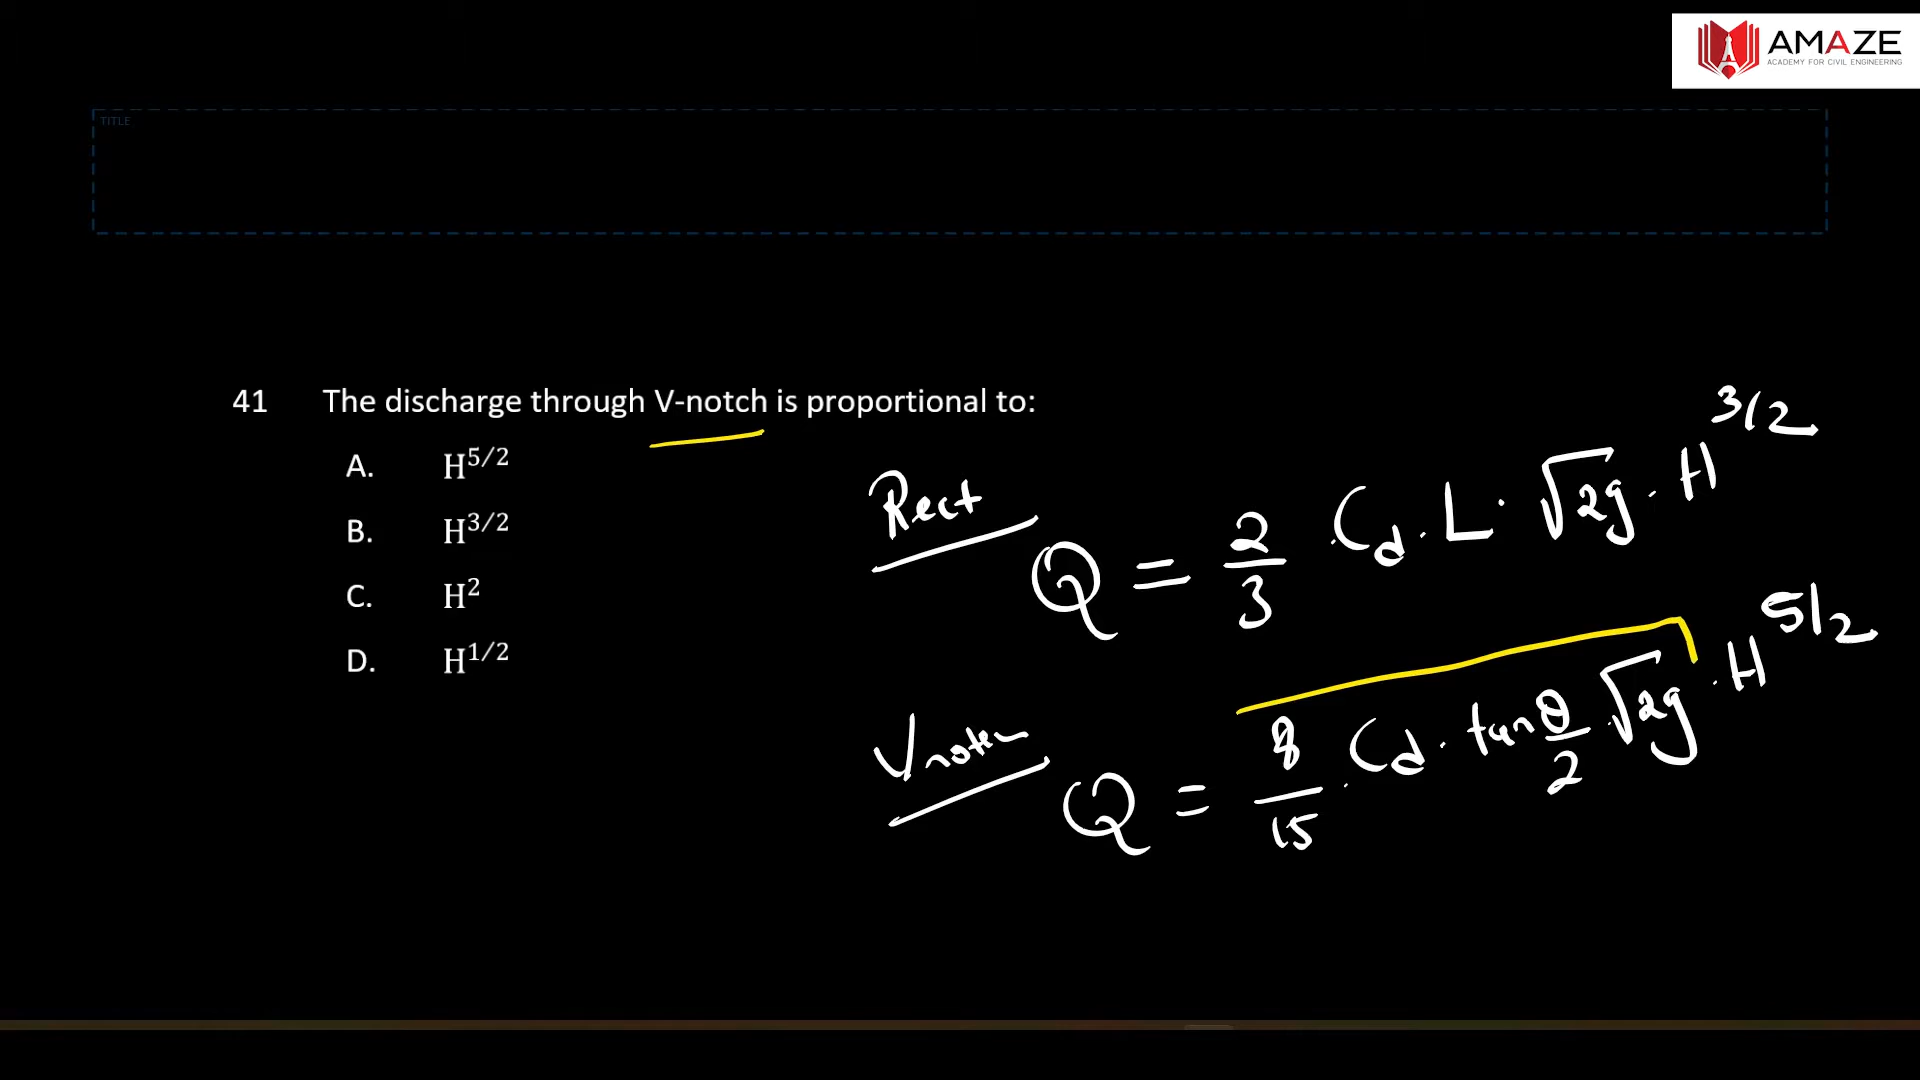 AMAZE
ACADEMY FOR CIVIL ENGINEERING
TITLE
41 The discharge through V-notch is proportional to:
A. H^5/2
B. H^3/2
C. H^2
D. H^1/2
Rect
Q = 2/3 . Cd . L . √2g . H^3/2
V notch
Q = 8/15 . Cd . tan θ/2 . √2g . H^5/2